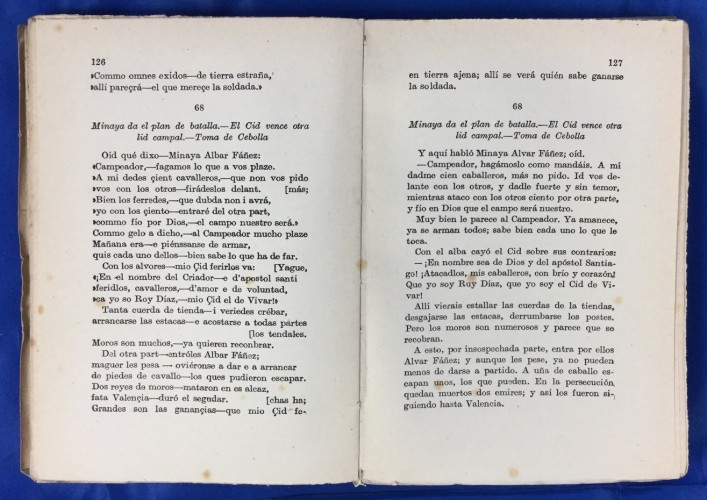 126
»Commo omnes exidos—de tierra estraña,
»allí pareçrá—el que mereçe la soldada.»
68
Minaya da el plan de batalla.—El Cid vence otra
lid campal.—Toma de Cebolla
Oid qué dixo—Minaya Albar Fáñez:
»Campeador,—fagamos lo que a vos plaze.
»A mí dedes çient cavalleros,—que non vos pido
»vos con los otros—firádeslos delant. [más;
»Bien los ferredes,—que dubda non i avrá,
»yo con los çiento—entraré del otra part,
»commo fío por Dios,—el campo nuestro será.»
Commo gelo a dicho,—al Campeador mucho plaze
Mañana era—e piénssanse de armar,
quis cada uno dellos—bien sabe lo que ha de far.
Con los alvores—mio Çid ferirlos va: [Yague,
«¡En el nombre del Criador—e d'apostol santi
»feridlos, cavalleros,—d'amor e de voluntad,
»ca yo so Roy Díaz,—mio Çid el de Vivar!»
Tanta cuerda de tienda—i veriedes crébar,
arrancarse las estacas—e acostarse a todas partes
[los tendales.
Moros son muchos,—ya quieren reconbrar.
Del otra part—entróles Albar Fáñez;
maguer les pesa — oviéronse a dar e a arrancar
de piedes de cavallo—los ques pudieron escapar.
Dos reyes de moros—mataron en es alcaz,
fata Valençia—duró el segudar. [chas ha;
Grandes son las ganançias—que mio Çid fe-
127
en tierra ajena; allí se verá quién sabe ganarse
la soldada.
68
Minaya da el plan de batalla.—El Cid vence otra
lid campal.—Toma de Cebolla
Y aquí habló Minaya Alvar Fáñez; oíd.
—Campeador, hagámoslo como mandáis. A mí
dadme cien caballeros, más no pido. Id vos de-
lante con los otros, y dadle fuerte y sin temor,
mientras ataco con los otros ciento por otra parte,
y fío en Dios que el campo será nuestro.
Muy bien le parece al Campeador. Ya amanece,
ya se arman todos; sabe bien cada uno lo que le
toca.
Con el alba cayó el Cid sobre sus contrarios:
—¡En nombre sea de Dios y del apóstol Santia-
go! ¡Atacadlos, mis caballeros, con brío y corazón!
Que yo soy Ruy Díaz, que yo soy el Cid de Vi-
var!
Allí vierais estallar las cuerdas de la tiendas,
desgajarse las estacas, derrumbarse los postes.
Pero los moros son numerosos y parece que se
recobran.
A esto, por insospechada parte, entra por ellos
Alvar Fáñez; y aunque les pese, ya no pueden
menos de darse a partido. A uña de caballo es-
capan unos, los que pueden. En la persecución
quedan muertos dos emires; y así los fueron si-
guiendo hasta Valencia.